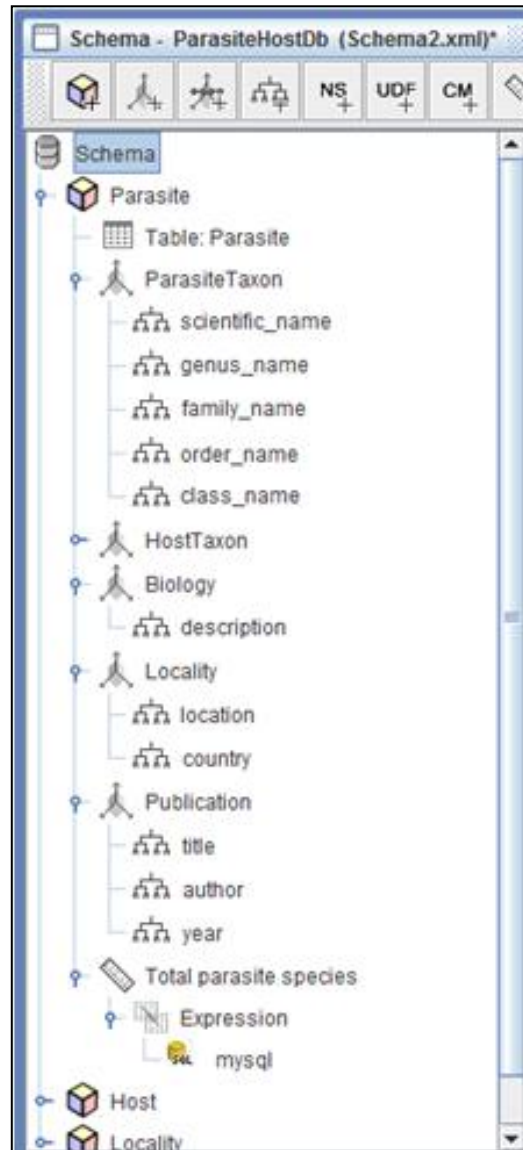 Schema - ParasiteHostDb (Schema2.xml)*
NS UDF CM
Schema
Parasite
Table: Parasite
ParasiteTaxon
scientific_name
genus_name
family_name
order_name
class_name
HostTaxon
Biology
description
Locality
location
country
Publication
title
author
year
Total parasite species
Expression
SQL mysql
Host
Locality